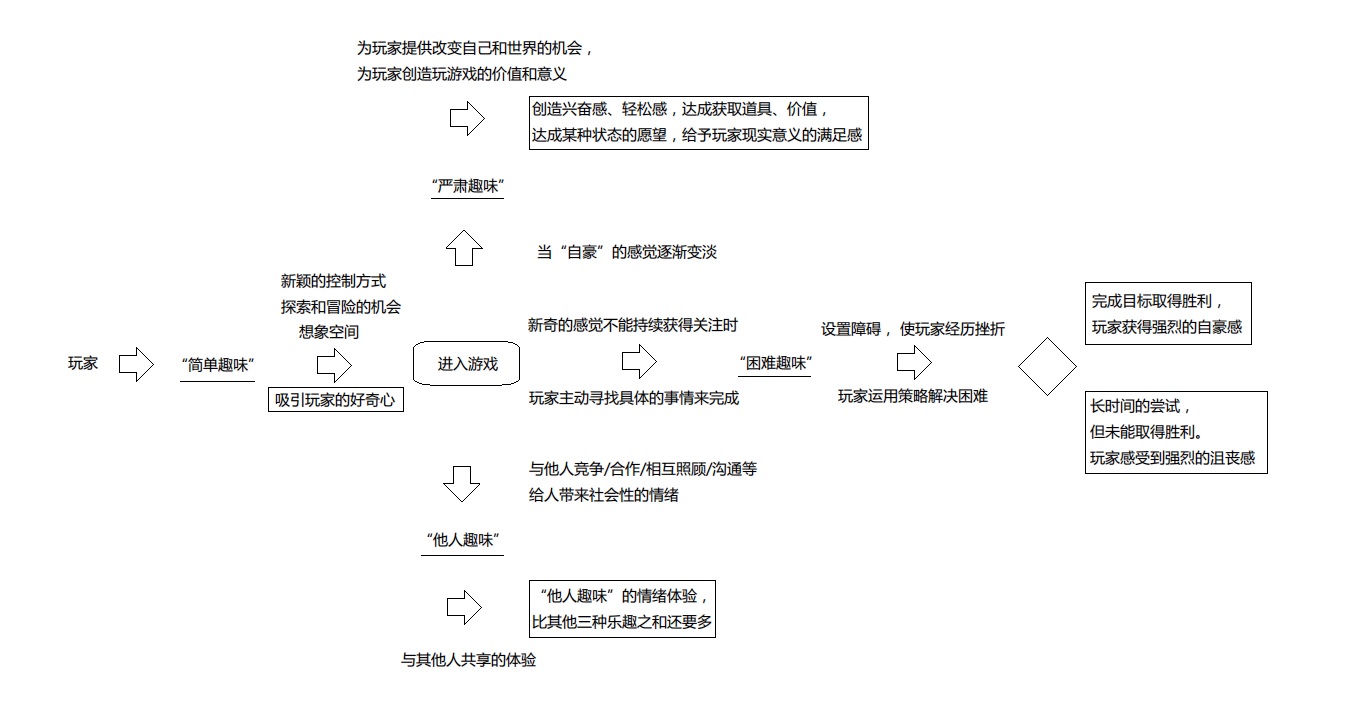 为玩家提供改变自己和世界的机会，
为玩家创造玩游戏的价值和意义
创造兴奋感、轻松感，达成获取道具、价值，
达成某种状态的愿望，给予玩家现实意义的满足感
“严肃趣味”
当“自豪”的感觉逐渐变淡
新颖的控制方式
探索和冒险的机会
想象空间
玩家
“简单趣味”
吸引玩家的好奇心
进入游戏
新奇的感觉不能持续获得关注时
玩家主动寻找具体的事情来完成
“困难趣味”
设置障碍，使玩家经历挫折
玩家运用策略解决困难
完成目标取得胜利，
玩家获得强烈的自豪感
长时间的尝试，
但未能取得胜利。
玩家感受到强烈的沮丧感
与他人竞争/合作/相互照顾/沟通等
给人带来社会性的情绪
“他人趣味”
“他人趣味”的情绪体验，
比其他三种乐趣之和还要多
与其他人共享的体验